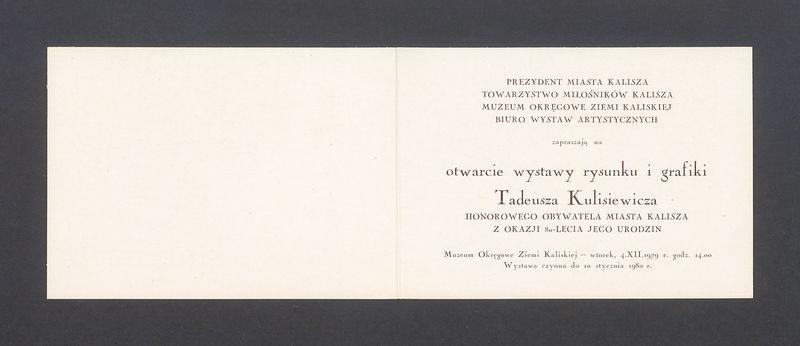 PREZYDENT MIASTA KALISZA
TOWARZYSTWO MIŁOŚNIKÓW KALISZA
MUZEUM OKRĘGOWE ZIEMI KALISKIEJ
BIURO WYSTAW ARTYSTYCZNYCH
zapraszają na
otwarcie wystawy rysunku i grafiki
Tadeusza Kulisiewicza
HONOROWEGO OBYWATELA MIASTA KALISZA
Z OKAZJI 80-LECIA JEGO URODZIN
Muzeum Okręgowe Ziemi Kaliskiej — wtorek, 4.XII.1979 r. godz. 14.00
Wystawa czynna do 10 stycznia 1980 r.